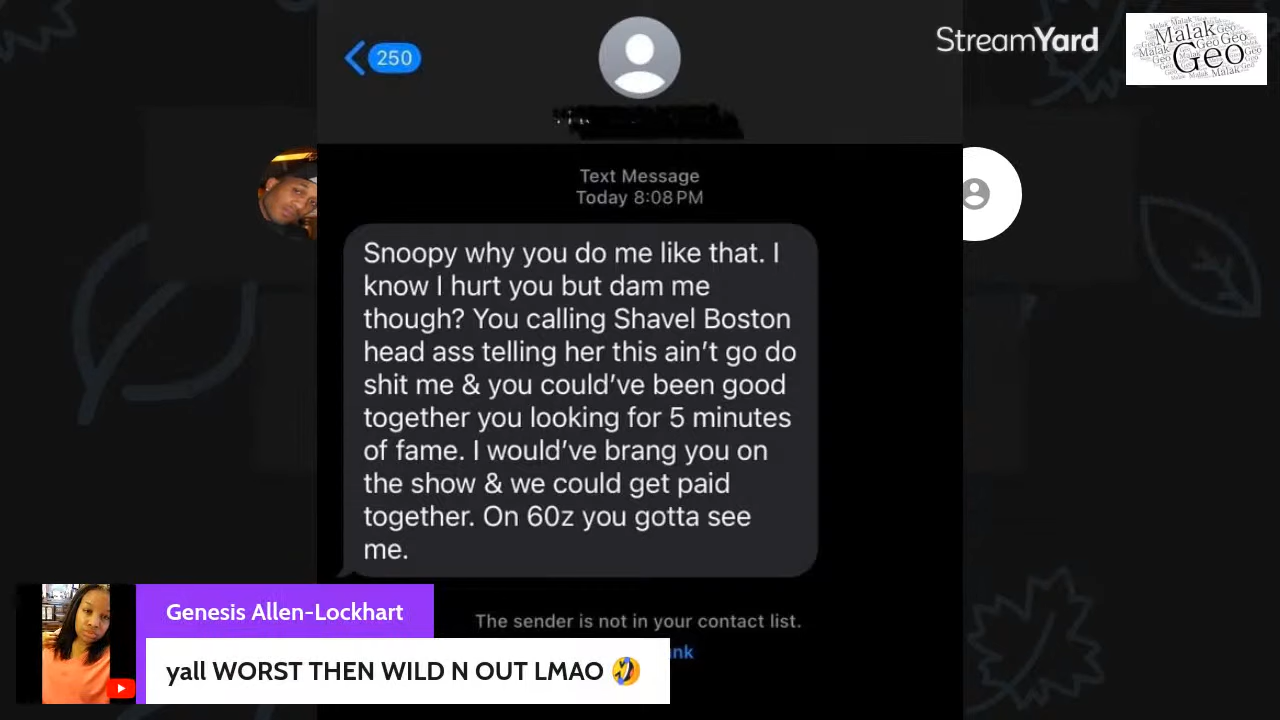 250
StreamYard
Malak
Geo
Text Message
Today 8:08 PM
Snoopy why you do me like that. I
know I hurt you but dam me
though? You calling Shavel Boston
head ass telling her this ain't go do
shit me & you could've been good
together you looking for 5 minutes
of fame. I would've brang you on
the show & we could get paid
together. On 60z you gotta see
me.
The sender is not in your contact list.
Genesis Allen-Lockhart
yall WORST THEN WILD N OUT LMAO 🤣